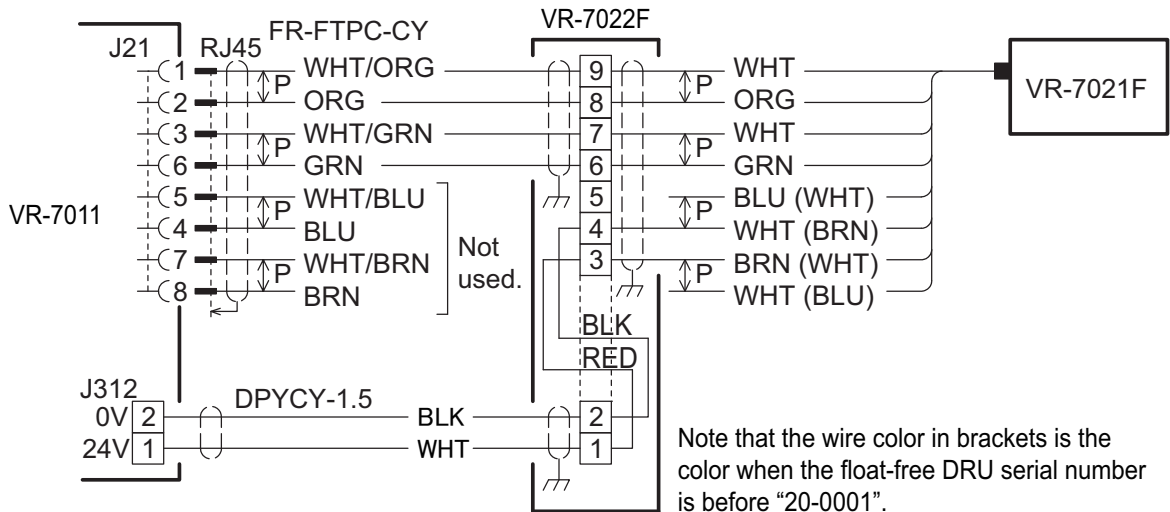 VR-7022F
FR-FTPC-CY
J21 RJ45
1 P WHT/ORG 9 P WHT
2 ORG 8 ORG
3 P WHT/GRN 7 P WHT
6 GRN 6 GRN
5 P WHT/BLU 5 P BLU (WHT)
4 BLU 4 WHT (BRN)
7 P WHT/BRN 3 P BRN (WHT)
8 BRN WHT (BLU)
VR-7011
Not
used.
VR-7021F
BLK
RED
J312
DPYCY-1.5
0V 2 BLK 2
24V 1 WHT 1
Note that the wire color in brackets is the
color when the float-free DRU serial number
is before “20-0001”.